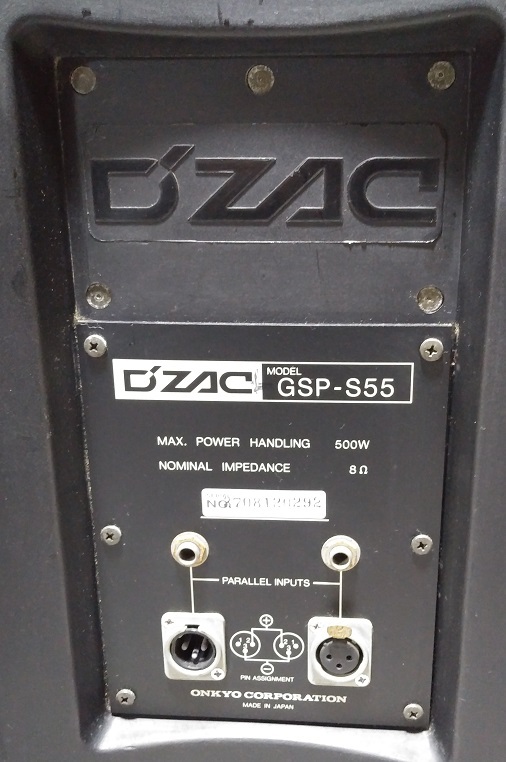 D'ZAC
D'ZAC MODEL GSP-S55
MAX. POWER HANDLING 500W
NOMINAL IMPEDANCE 8Ω
NO.
PARALLEL INPUTS
+
−
PIN ASSIGNMENT
ONKYO CORPORATION
MADE IN JAPAN